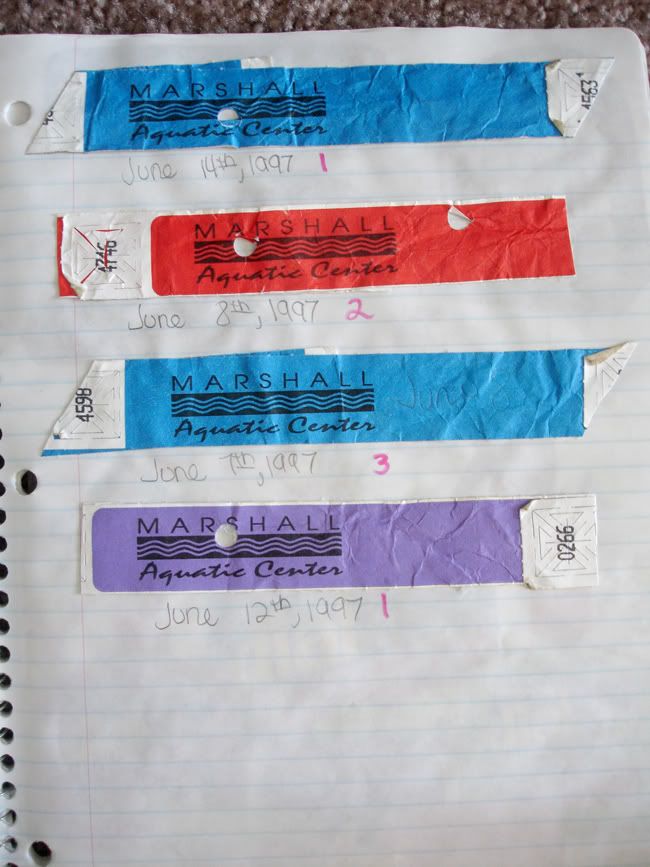 MARSHALL
Aquatic Center
4563
June 14th, 1997 1
4746
MARSHALL
Aquatic Center
June 8th, 1997 2
4598
MARSHALL
Aquatic Center
June 7th, 1997 3
MARSHALL
Aquatic Center
0266
June 12th, 1997 1